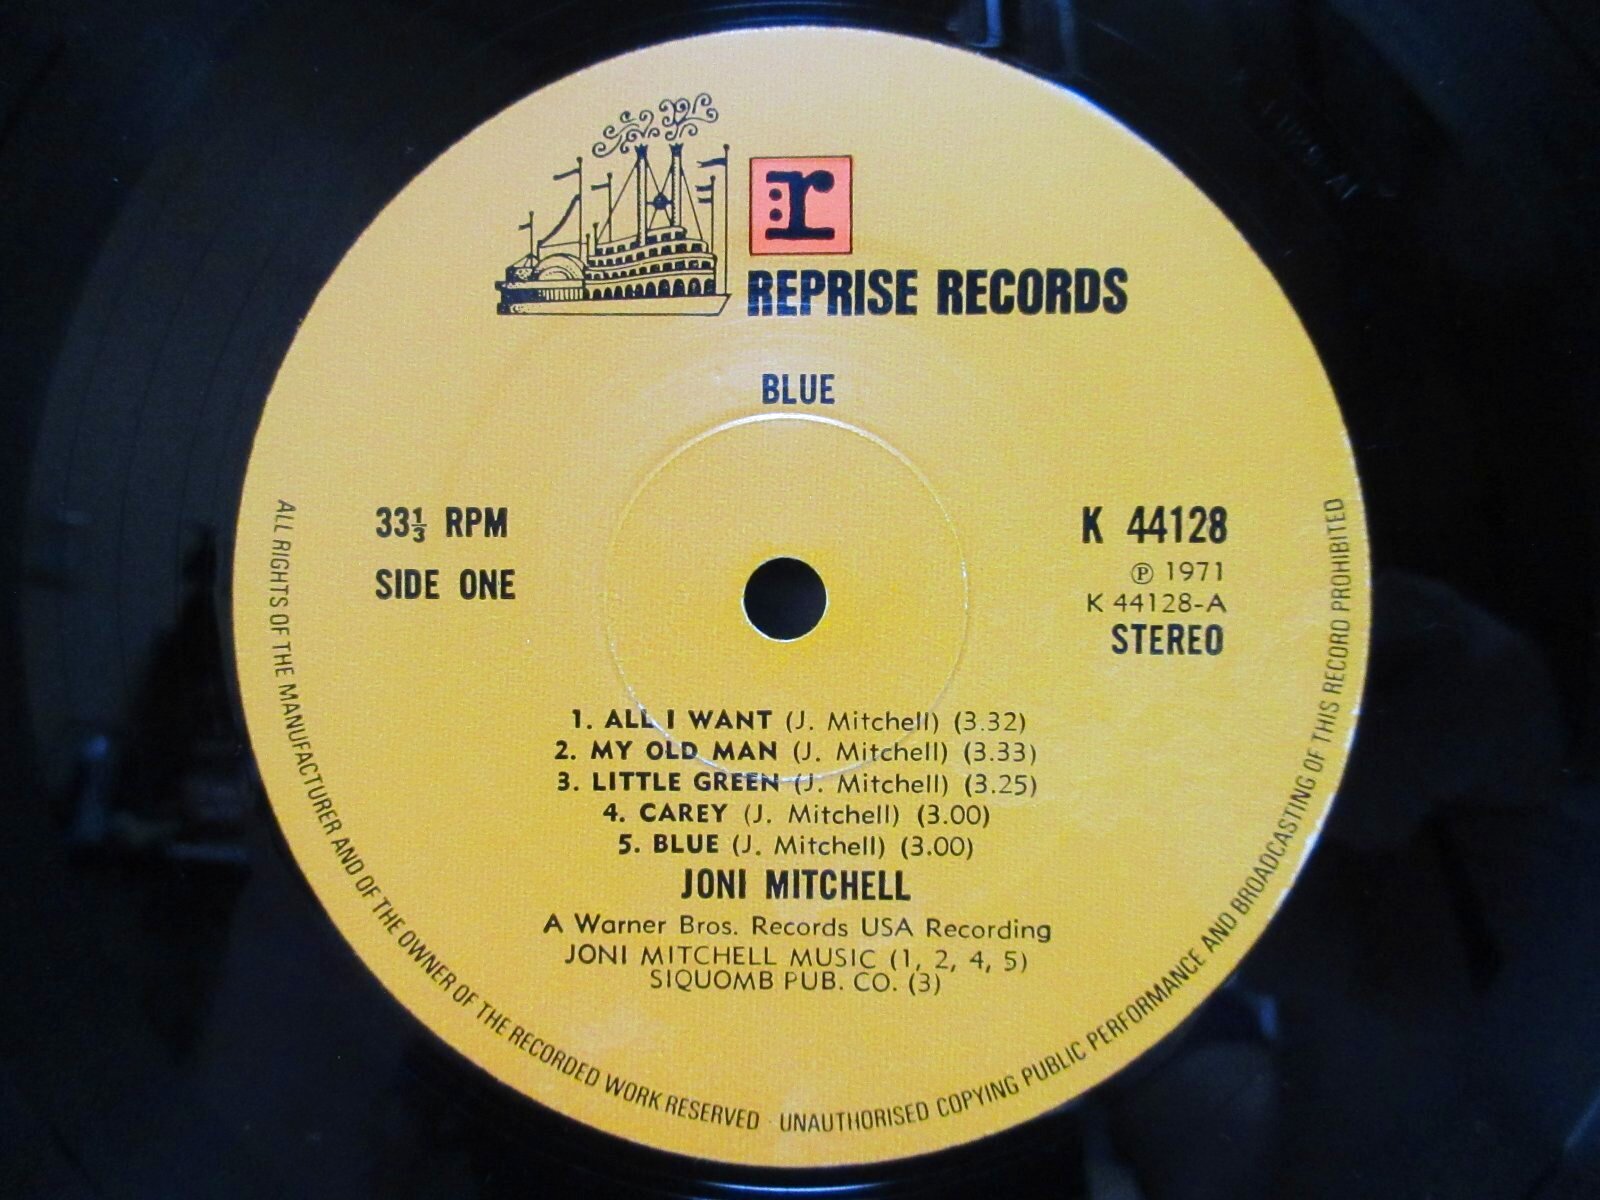 r
REPRISE RECORDS
BLUE
33⅓ RPM
SIDE ONE
K 44128
℗ 1971
K 44128-A
STEREO
1. ALL I WANT (J. Mitchell) (3.32)
2. MY OLD MAN (J. Mitchell) (3.33)
3. LITTLE GREEN (J. Mitchell) (3.25)
4. CAREY (J. Mitchell) (3.00)
5. BLUE (J. Mitchell) (3.00)
JONI MITCHELL
A Warner Bros. Records USA Recording
JONI MITCHELL MUSIC (1, 2, 4, 5)
SIQUOMB PUB. CO. (3)
ALL RIGHTS OF THE MANUFACTURER AND OF THE OWNER OF THE RECORDED WORK RESERVED · UNAUTHORISED COPYING PUBLIC PERFORMANCE AND BROADCASTING OF THIS RECORD PROHIBITED